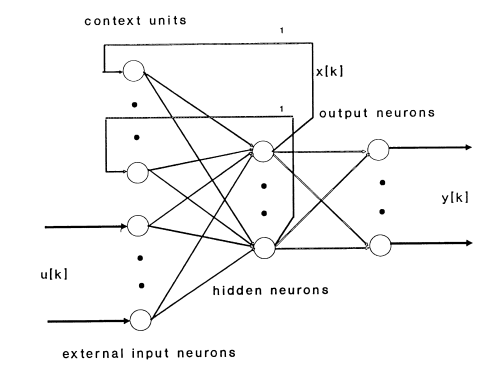 context units
1
x[k]
1
output neurons
y[k]
u[k]
hidden neurons
external input neurons